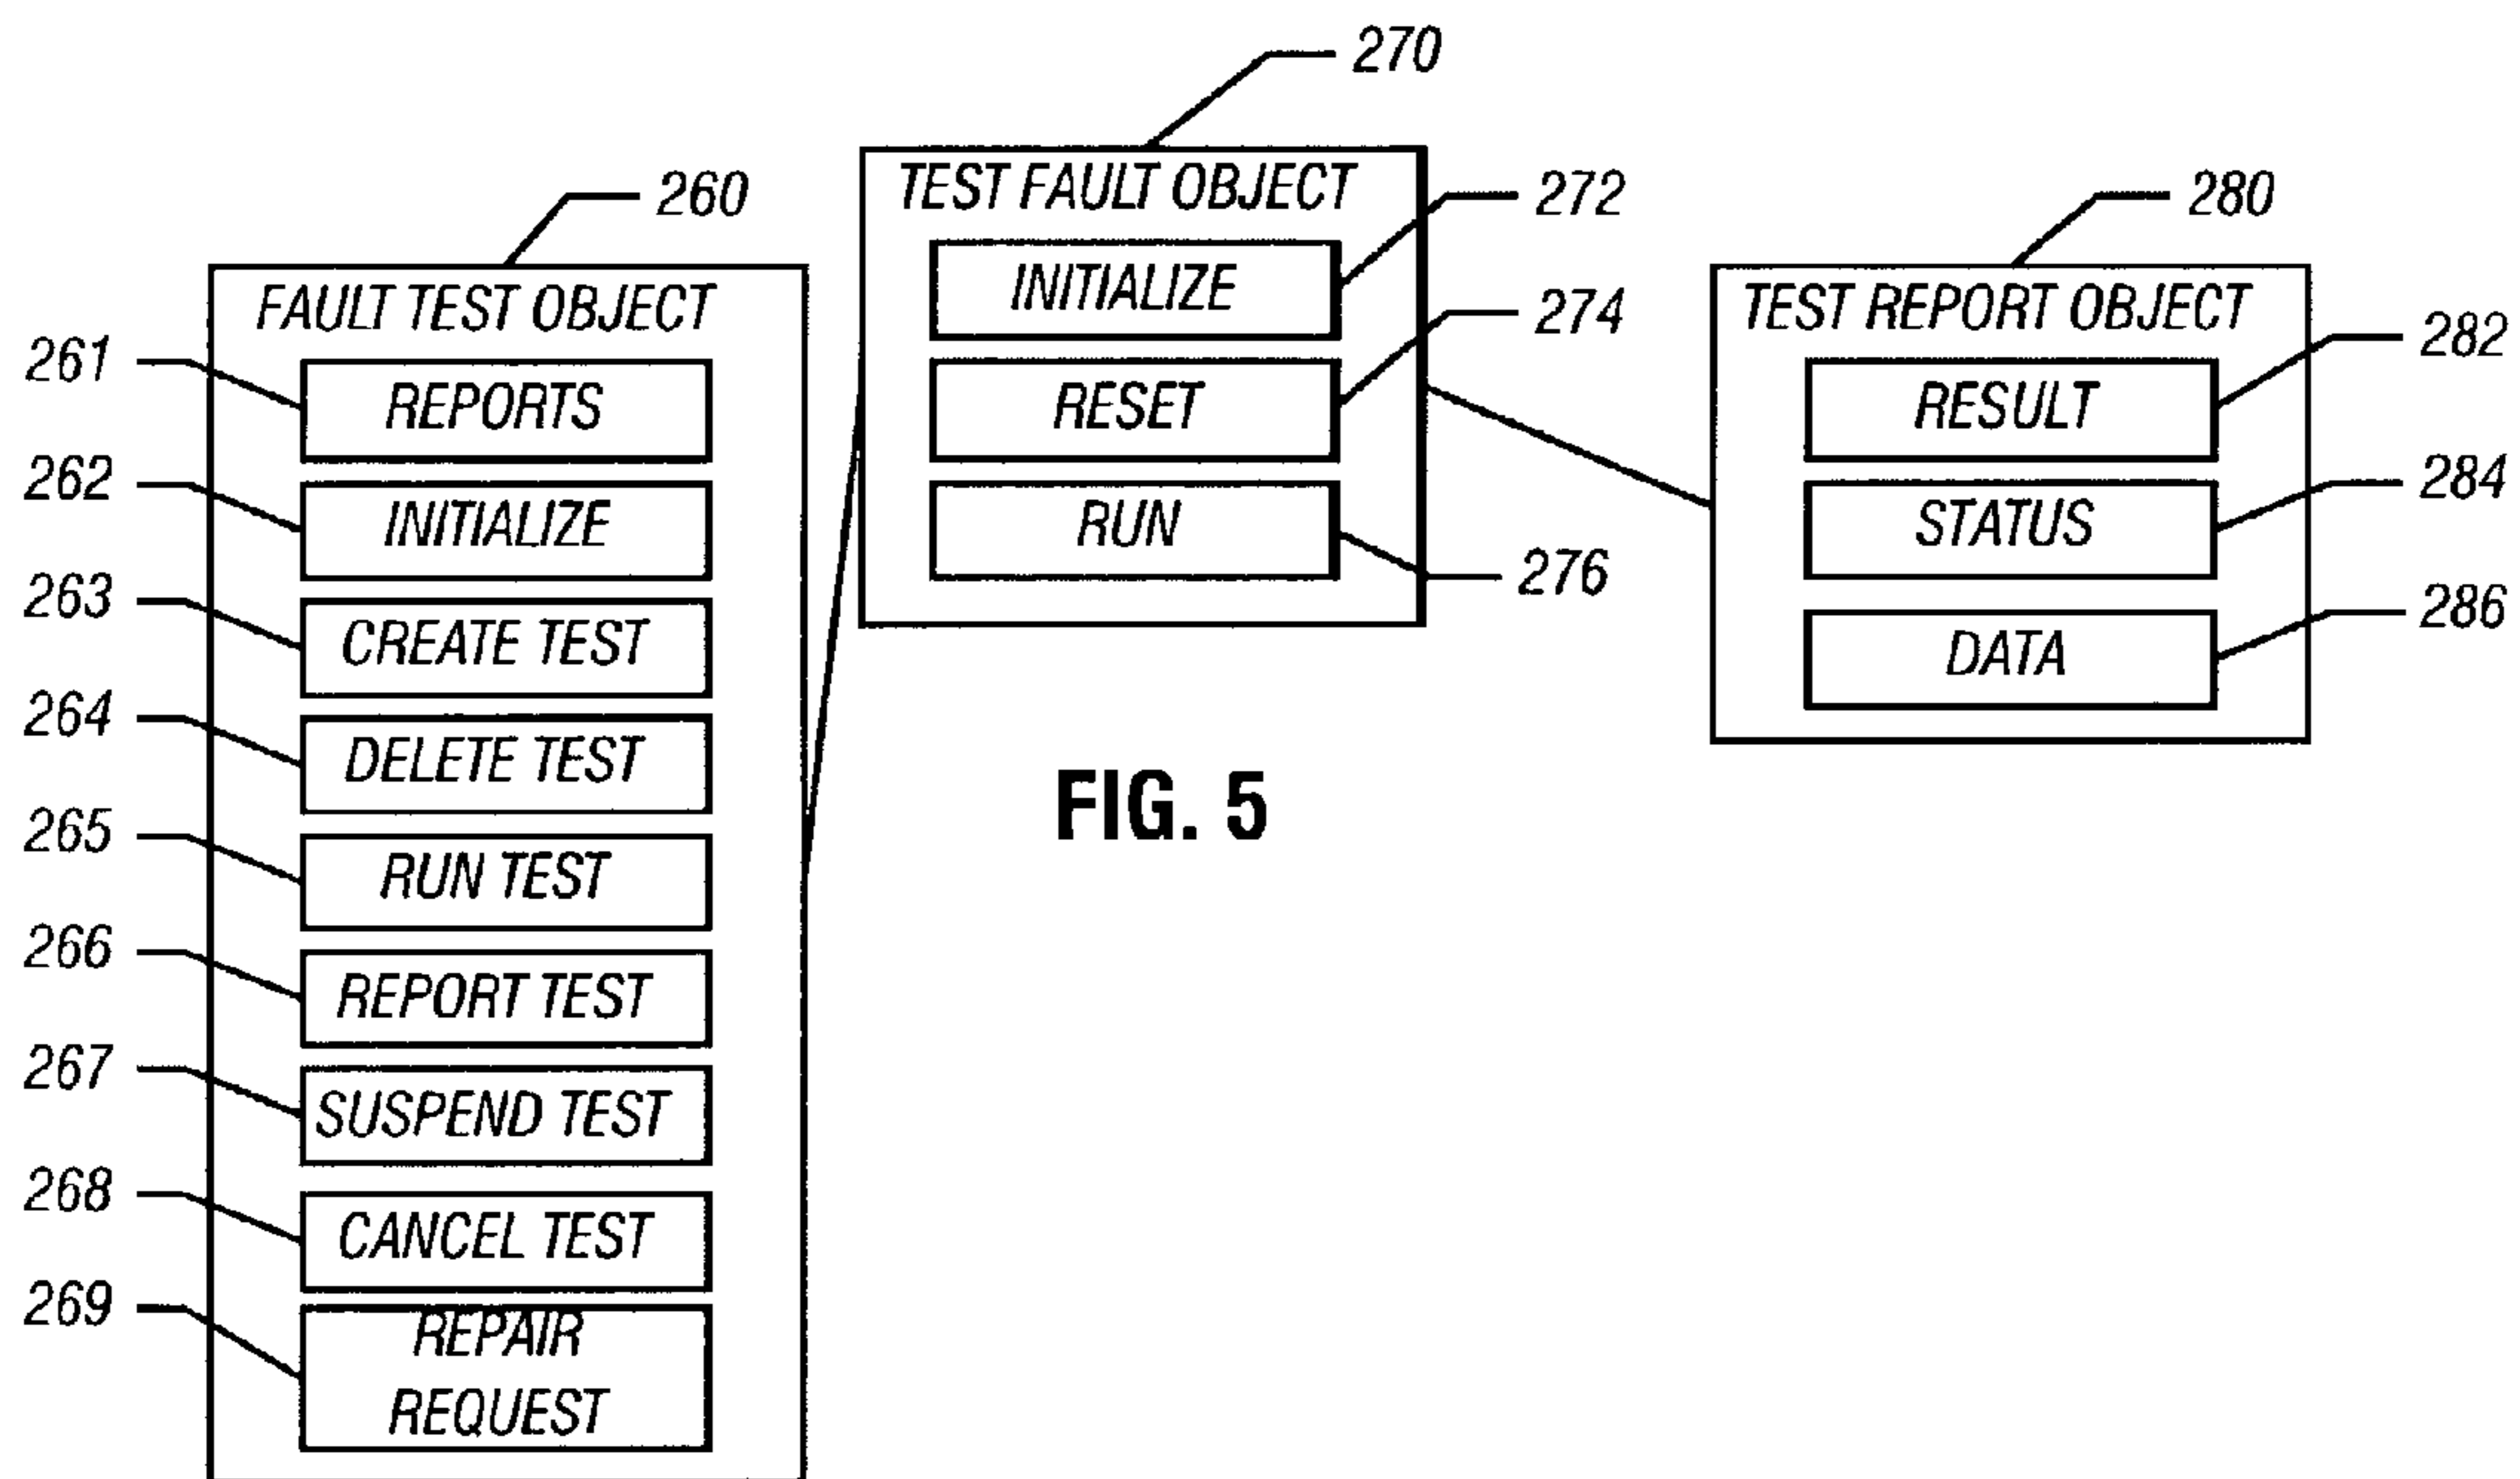 260
FAULT TEST OBJECT
261
REPORTS
262
INITIALIZE
263
CREATE TEST
264
DELETE TEST
265
RUN TEST
266
REPORT TEST
267
SUSPEND TEST
268
CANCEL TEST
269
REPAIR
REQUEST
270
TEST FAULT OBJECT
272
INITIALIZE
274
RESET
276
RUN
280
TEST REPORT OBJECT
282
RESULT
284
STATUS
286
DATA
FIG. 5